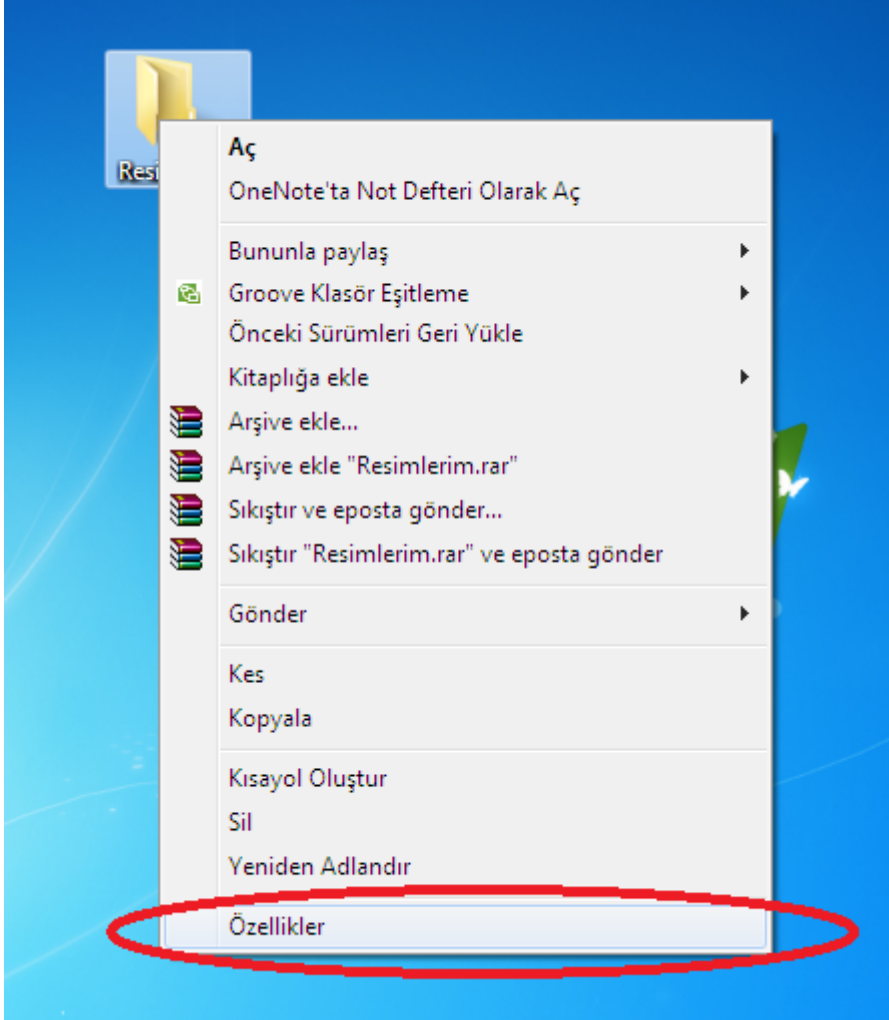 Resi
Aç
OneNote'ta Not Defteri Olarak Aç
Bununla paylaş
Groove Klasör Eşitleme
Önceki Sürümleri Geri Yükle
Kitaplığa ekle
Arşive ekle...
Arşive ekle "Resimlerim.rar"
Sıkıştır ve eposta gönder...
Sıkıştır "Resimlerim.rar" ve eposta gönder
Gönder
Kes
Kopyala
Kısayol Oluştur
Sil
Yeniden Adlandır
Özellikler